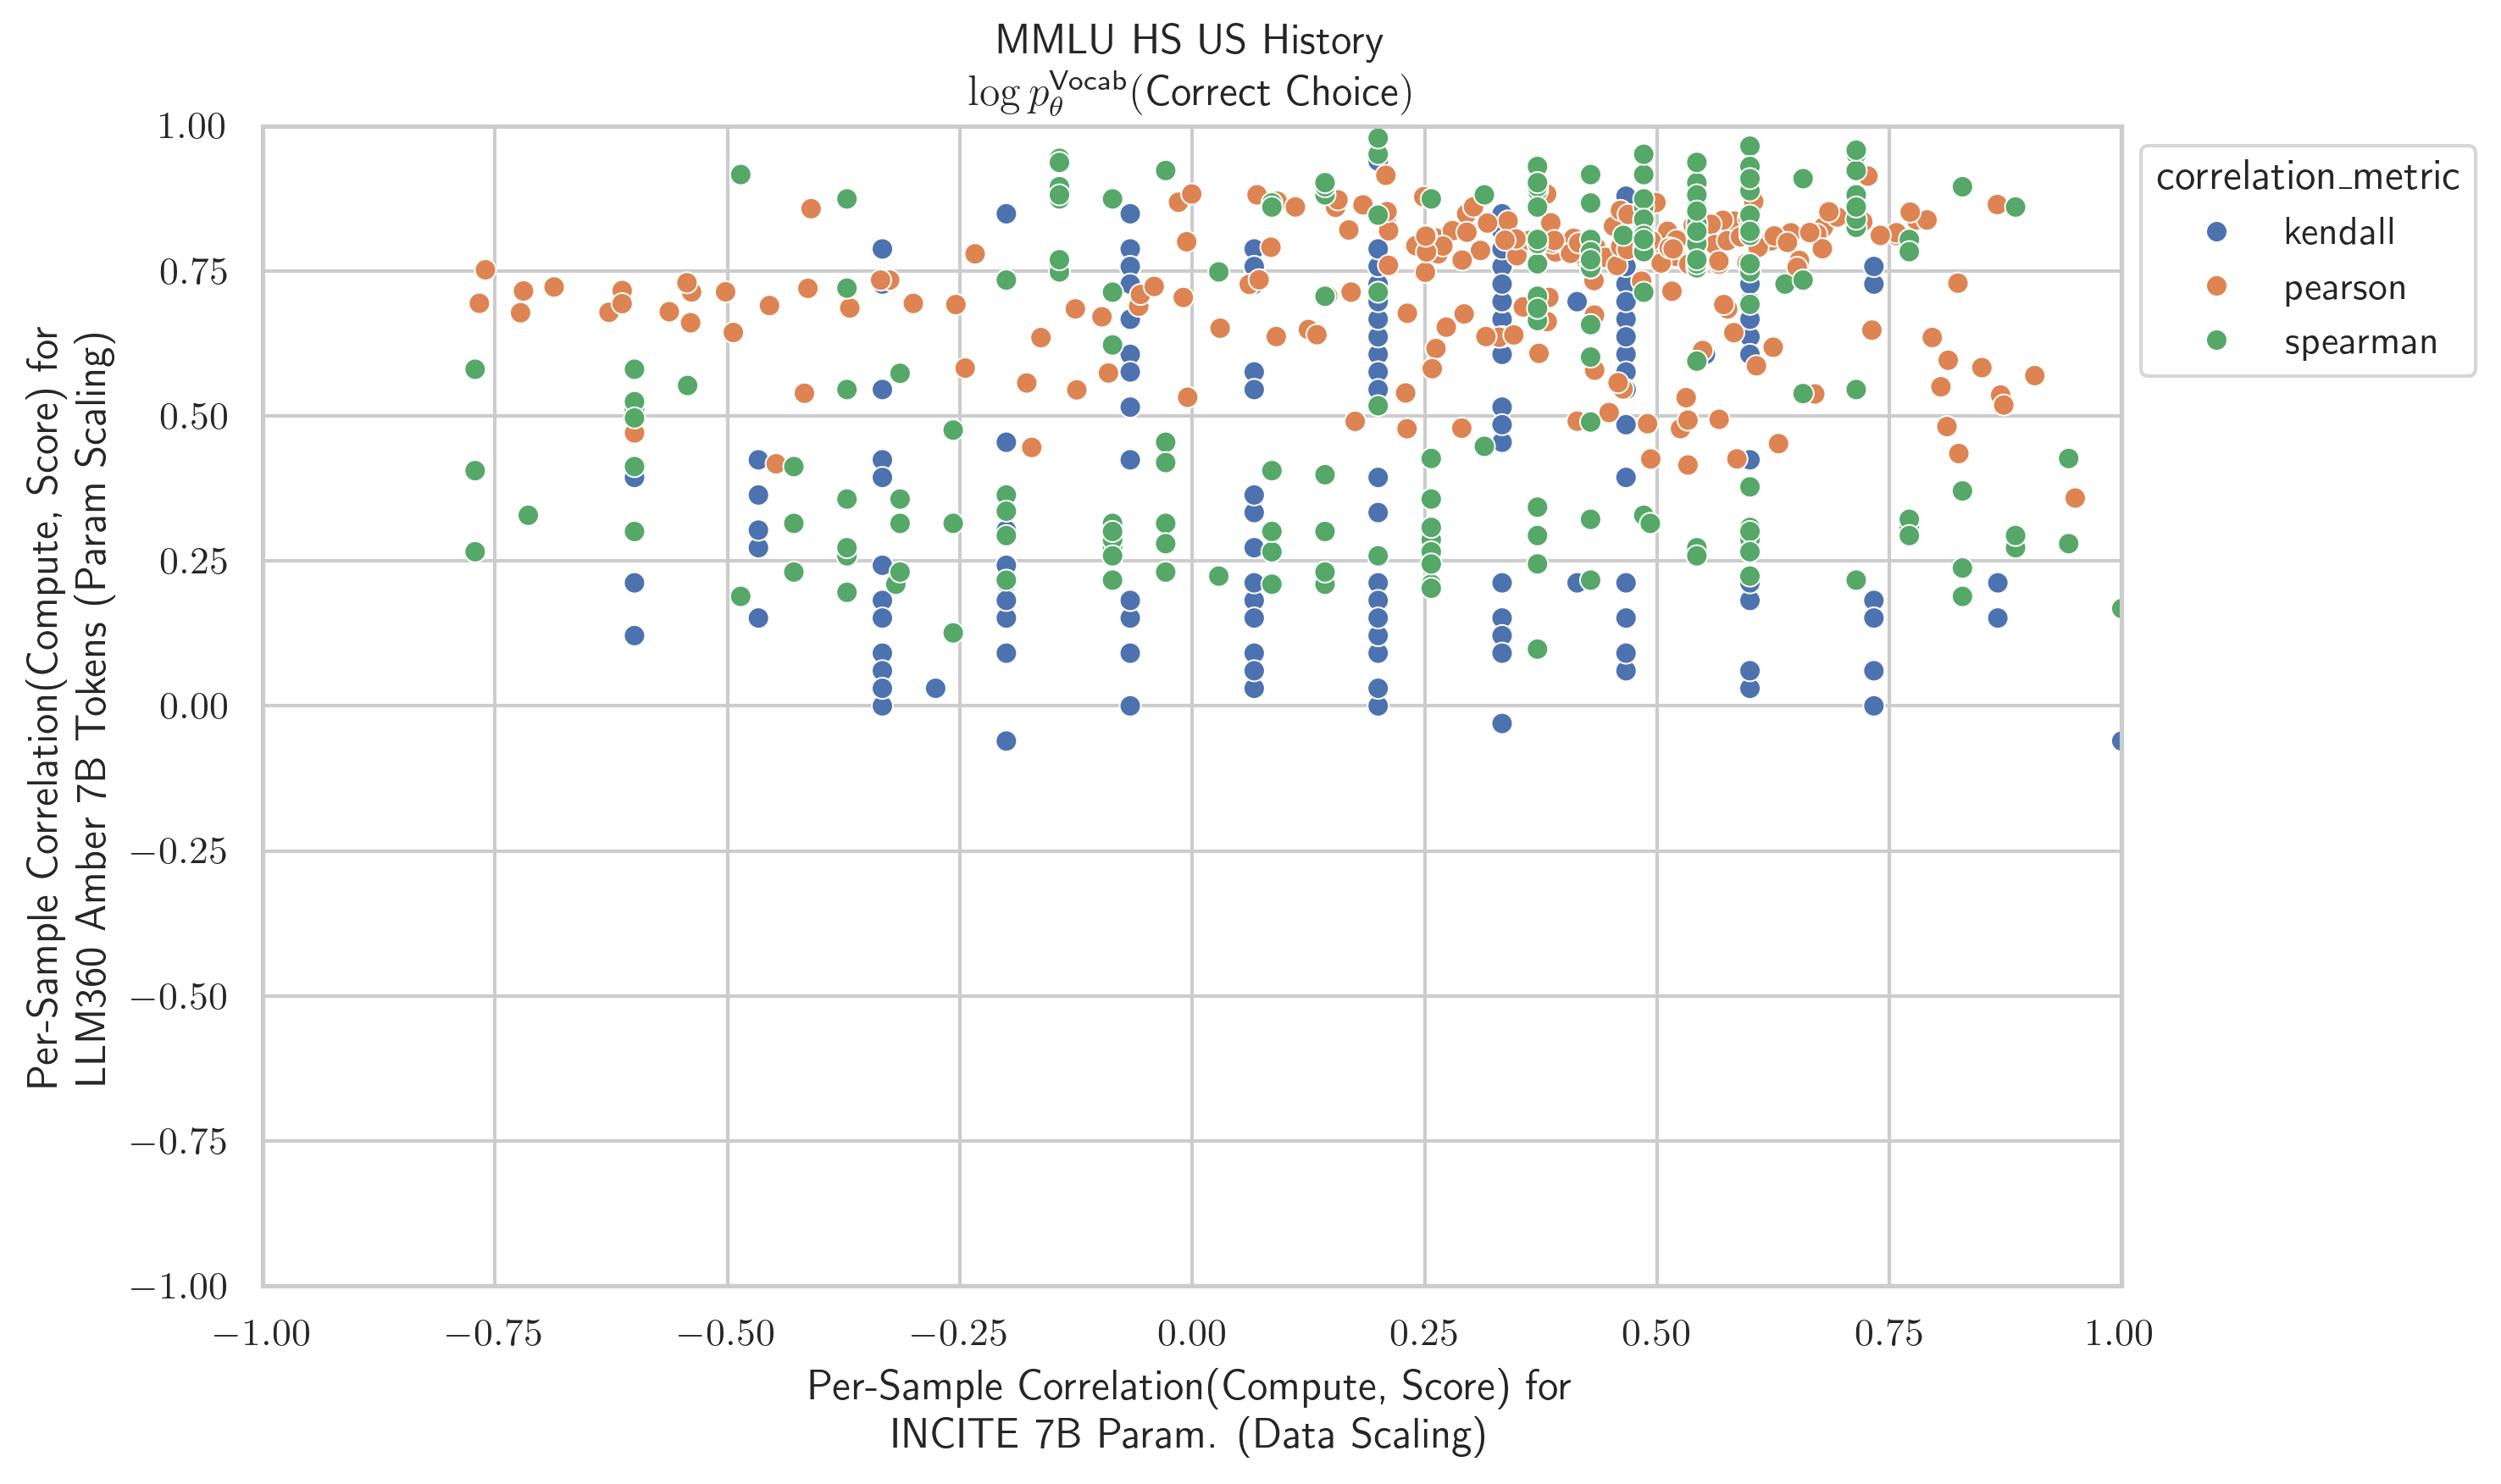 MMLU HS US History
log p_θ^Vocab(Correct Choice)
Per-Sample Correlation(Compute, Score) for
LLM360 Amber 7B Tokens (Param Scaling)
1.00
0.75
0.50
0.25
0.00
−0.25
−0.50
−0.75
−1.00
−1.00 −0.75 −0.50 −0.25 0.00 0.25 0.50 0.75 1.00
Per-Sample Correlation(Compute, Score) for
INCITE 7B Param. (Data Scaling)
correlation_metric
kendall
pearson
spearman